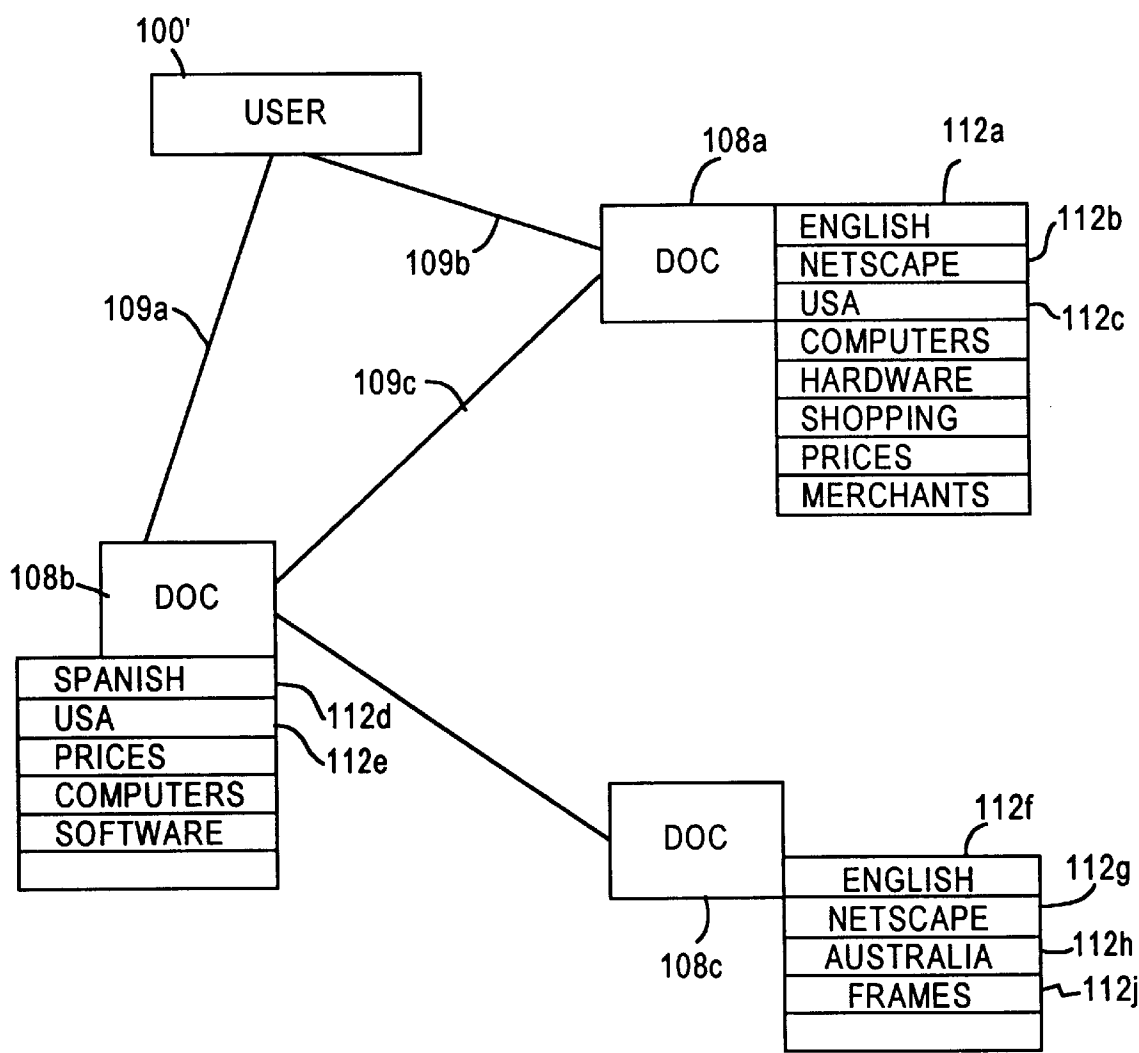 100'
USER
108a
112a
DOC
ENGLISH
112b
NETSCAPE
109b
USA
112c
109a
COMPUTERS
109c
HARDWARE
SHOPPING
PRICES
MERCHANTS
108b
DOC
SPANISH
112d
USA
112e
PRICES
COMPUTERS
SOFTWARE
DOC
108c
112f
ENGLISH
112g
NETSCAPE
AUSTRALIA
112h
FRAMES
112j